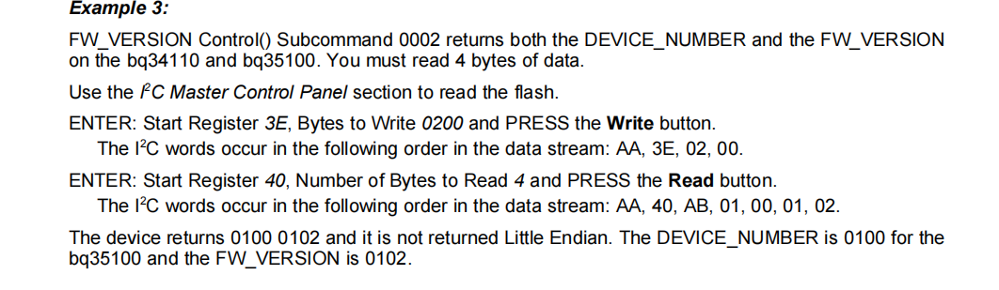 Example 3:
FW_VERSION Control() Subcommand 0002 returns both the DEVICE_NUMBER and the FW_VERSION
on the bq34110 and bq35100. You must read 4 bytes of data.
Use the I²C Master Control Panel section to read the flash.
ENTER: Start Register 3E, Bytes to Write 0200 and PRESS the Write button.
The I²C words occur in the following order in the data stream: AA, 3E, 02, 00.
ENTER: Start Register 40, Number of Bytes to Read 4 and PRESS the Read button.
The I²C words occur in the following order in the data stream: AA, 40, AB, 01, 00, 01, 02.
The device returns 0100 0102 and it is not returned Little Endian. The DEVICE_NUMBER is 0100 for the
bq35100 and the FW_VERSION is 0102.